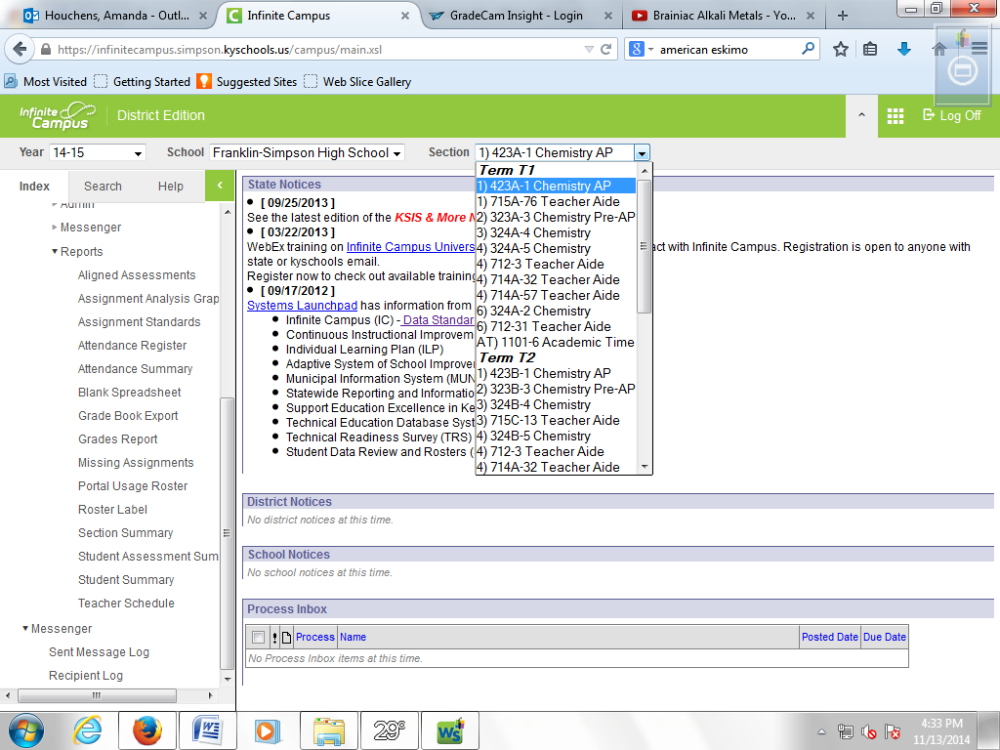 Houchens, Amanda - Outl...
Infinite Campus
GradeCam Insight - Login
Brainiac Alkali Metals - Yo...
https://infinitecampus.simpson.kyschools.us/campus/main.xsl
american eskimo
Most Visited
Getting Started
Suggested Sites
Web Slice Gallery
Infinite Campus
District Edition
Log Off
Year 14-15 School Franklin-Simpson High School Section 1) 423A-1 Chemistry AP
Index Search Help
Admin
Messenger
Reports
Aligned Assessments
Assignment Analysis Grap
Assignment Standards
Attendance Register
Attendance Summary
Blank Spreadsheet
Grade Book Export
Grades Report
Missing Assignments
Portal Usage Roster
Roster Label
Section Summary
Student Assessment Sum
Student Summary
Teacher Schedule
Messenger
Sent Message Log
Recipient Log
Term T1
1) 423A-1 Chemistry AP
1) 715A-76 Teacher Aide
2) 323A-3 Chemistry Pre-AP
3) 324A-4 Chemistry
4) 324A-5 Chemistry
4) 712-3 Teacher Aide
4) 714A-32 Teacher Aide
4) 714A-57 Teacher Aide
6) 324A-2 Chemistry
6) 712-31 Teacher Aide
AT) 1101-6 Academic Time
Term T2
1) 423B-1 Chemistry AP
2) 323B-3 Chemistry Pre-AP
3) 324B-4 Chemistry
3) 715C-13 Teacher Aide
4) 324B-5 Chemistry
4) 712-3 Teacher Aide
4) 714A-32 Teacher Aide
State Notices
[ 09/25/2013 ]
See the latest edition of the KSIS & More N
[ 03/22/2013 ]
WebEx training on Infinite Campus Univers act with Infinite Campus. Registration is open to anyone with
state or kyschools email.
Register now to check out available training
[ 09/17/2012 ]
Systems Launchpad has information from
Infinite Campus (IC) - Data Standar
Continuous Instructional Improvem
Individual Learning Plan (ILP)
Adaptive System of School Improve
Municipal Information System (MUN
Statewide Reporting and Informatio
Support Education Excellence in Ke
Technical Education Database Syst
Technical Readiness Survey (TRS)
Student Data Review and Rosters (
District Notices
No district notices at this time.
School Notices
No school notices at this time.
Process Inbox
! Process Name Posted Date Due Date
No Process Inbox items at this time.
29°
4:33 PM
11/13/2014